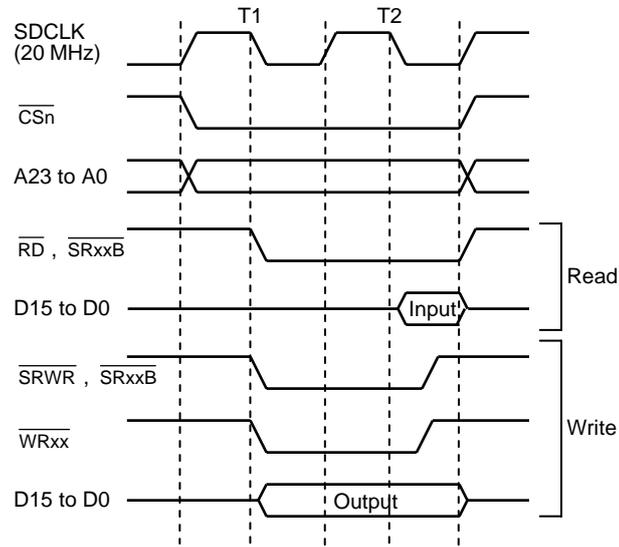 T1 T2
SDCLK
(20 MHz)
CSn
A23 to A0
RD , SRxxB
Read
D15 to D0 Input
SRWR , SRxxB
WRxx
Write
D15 to D0 Output